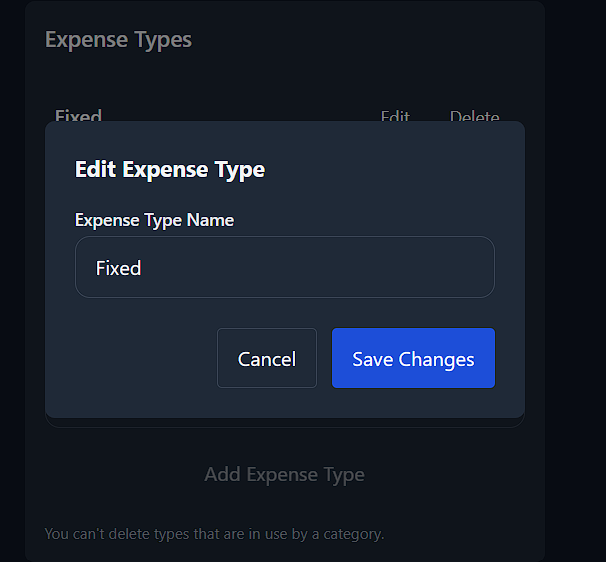 Expense Types
Fixed Edit Delete
Edit Expense Type
Expense Type Name
Fixed
Cancel Save Changes
Add Expense Type
You can't delete types that are in use by a category.